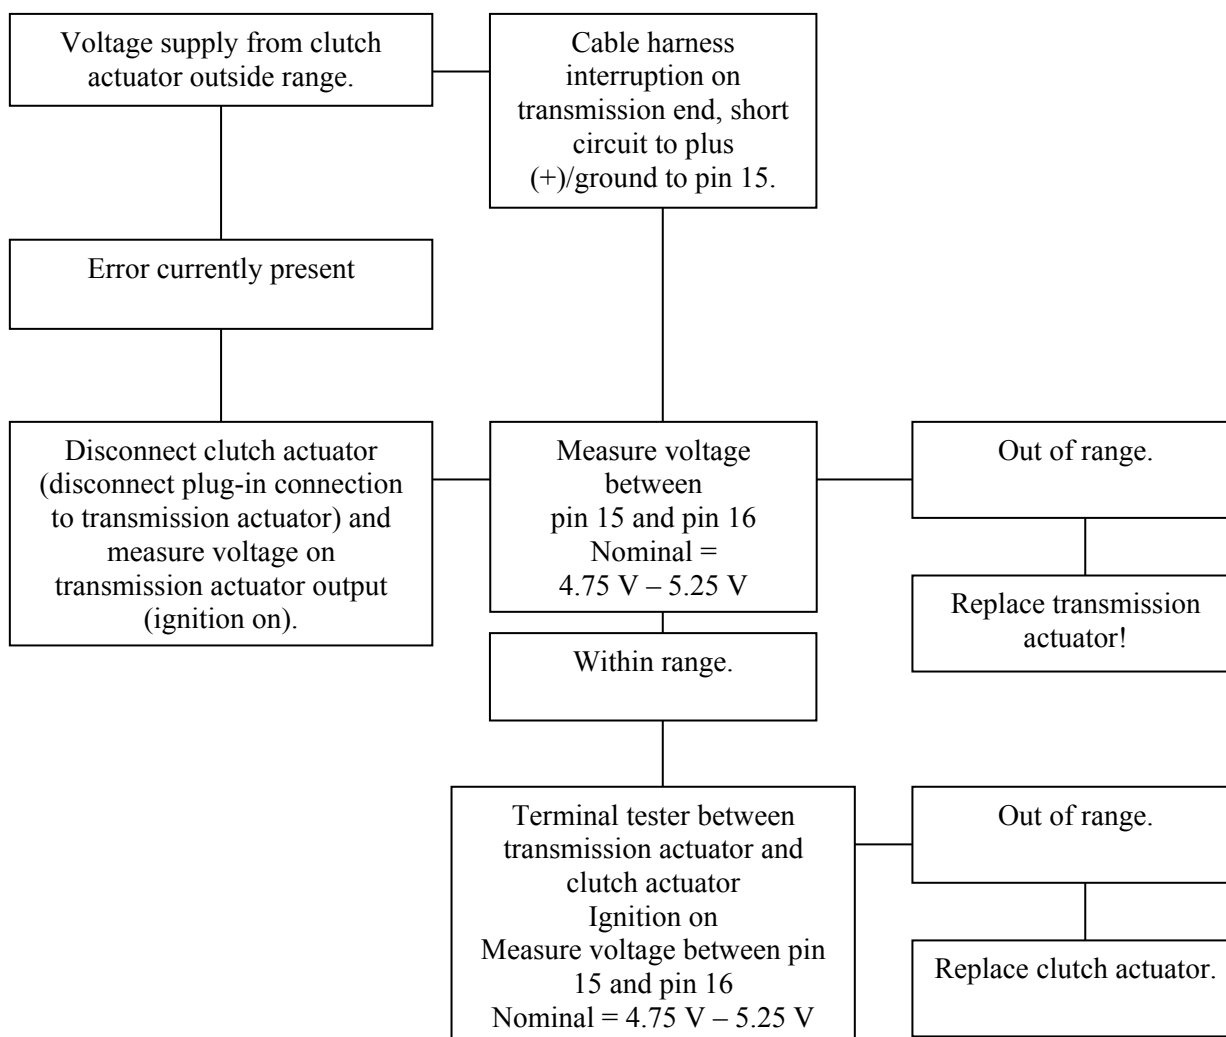 Voltage supply from clutch
actuator outside range.
Cable harness
interruption on
transmission end, short
circuit to plus
(+)/ground to pin 15.
Error currently present
Disconnect clutch actuator
(disconnect plug-in connection
to transmission actuator) and
measure voltage on
transmission actuator output
(ignition on).
Measure voltage
between
pin 15 and pin 16
Nominal =
4.75 V – 5.25 V
Out of range.
Replace transmission
actuator!
Within range.
Terminal tester between
transmission actuator and
clutch actuator
Ignition on
Measure voltage between pin
15 and pin 16
Nominal = 4.75 V – 5.25 V
Out of range.
Replace clutch actuator.